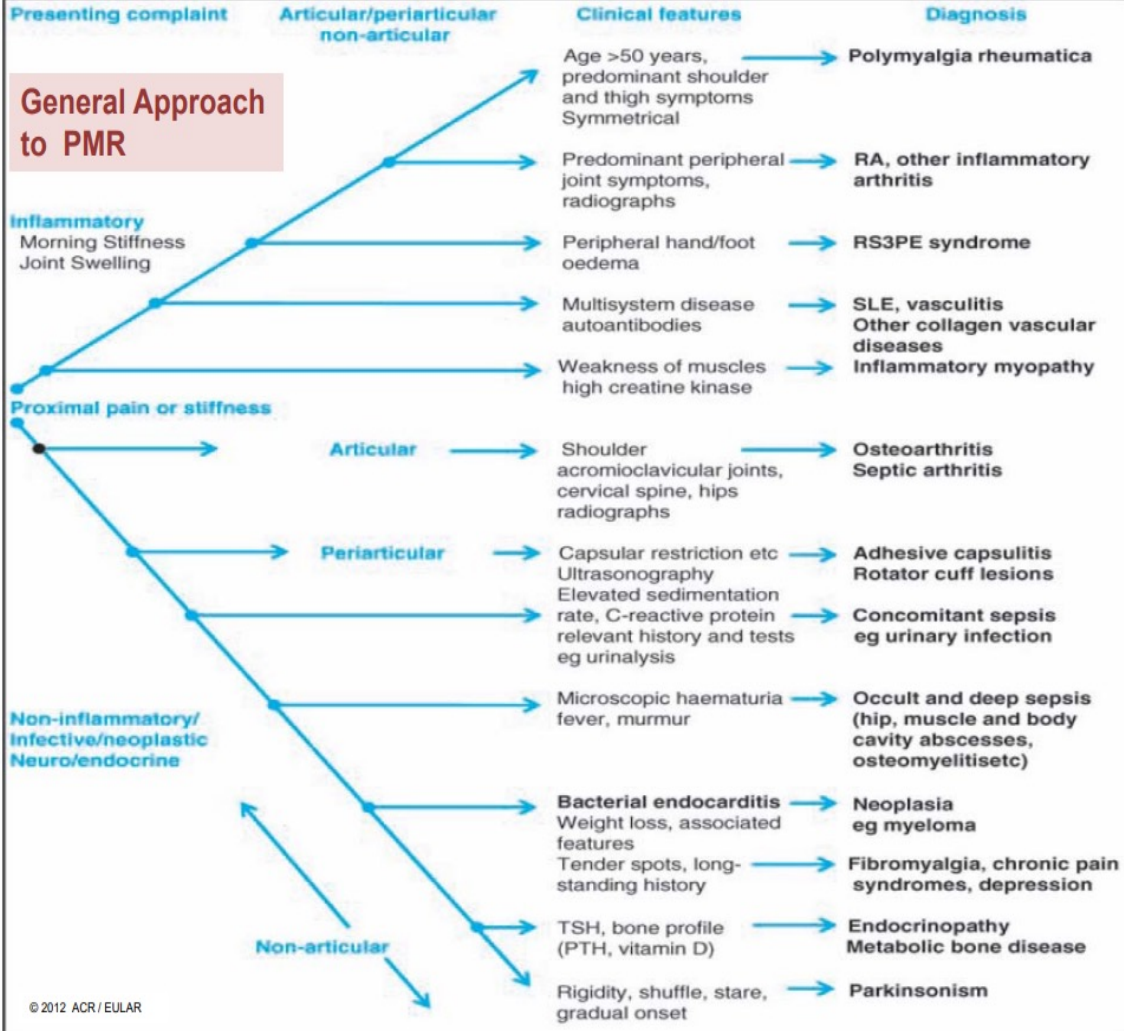 Presenting complaint
Articular/periarticular
non-articular
Clinical features
Diagnosis
General Approach
to PMR
Age >50 years,
predominant shoulder
and thigh symptoms
Symmetrical
Polymyalgia rheumatica
Predominant peripheral
joint symptoms,
radiographs
RA, other inflammatory
arthritis
Inflammatory
Morning Stiffness
Joint Swelling
Peripheral hand/foot
oedema
RS3PE syndrome
Multisystem disease
autoantibodies
SLE, vasculitis
Other collagen vascular
diseases
Weakness of muscles
high creatine kinase
Inflammatory myopathy
Proximal pain or stiffness
Articular
Shoulder
acromioclavicular joints,
cervical spine, hips
radiographs
Osteoarthritis
Septic arthritis
Periarticular
Capsular restriction etc
Ultrasonography
Adhesive capsulitis
Rotator cuff lesions
Elevated sedimentation
rate, C-reactive protein
relevant history and tests
eg urinalysis
Concomitant sepsis
eg urinary infection
Non-inflammatory/
Infective/neoplastic
Neuro/endocrine
Microscopic haematuria
fever, murmur
Occult and deep sepsis
(hip, muscle and body
cavity abscesses,
osteomyelitisetc)
Bacterial endocarditis
Weight loss, associated
features
Neoplasia
eg myeloma
Tender spots, long-
standing history
Fibromyalgia, chronic pain
syndromes, depression
Non-articular
TSH, bone profile
(PTH, vitamin D)
Endocrinopathy
Metabolic bone disease
Rigidity, shuffle, stare,
gradual onset
Parkinsonism
© 2012 ACR / EULAR